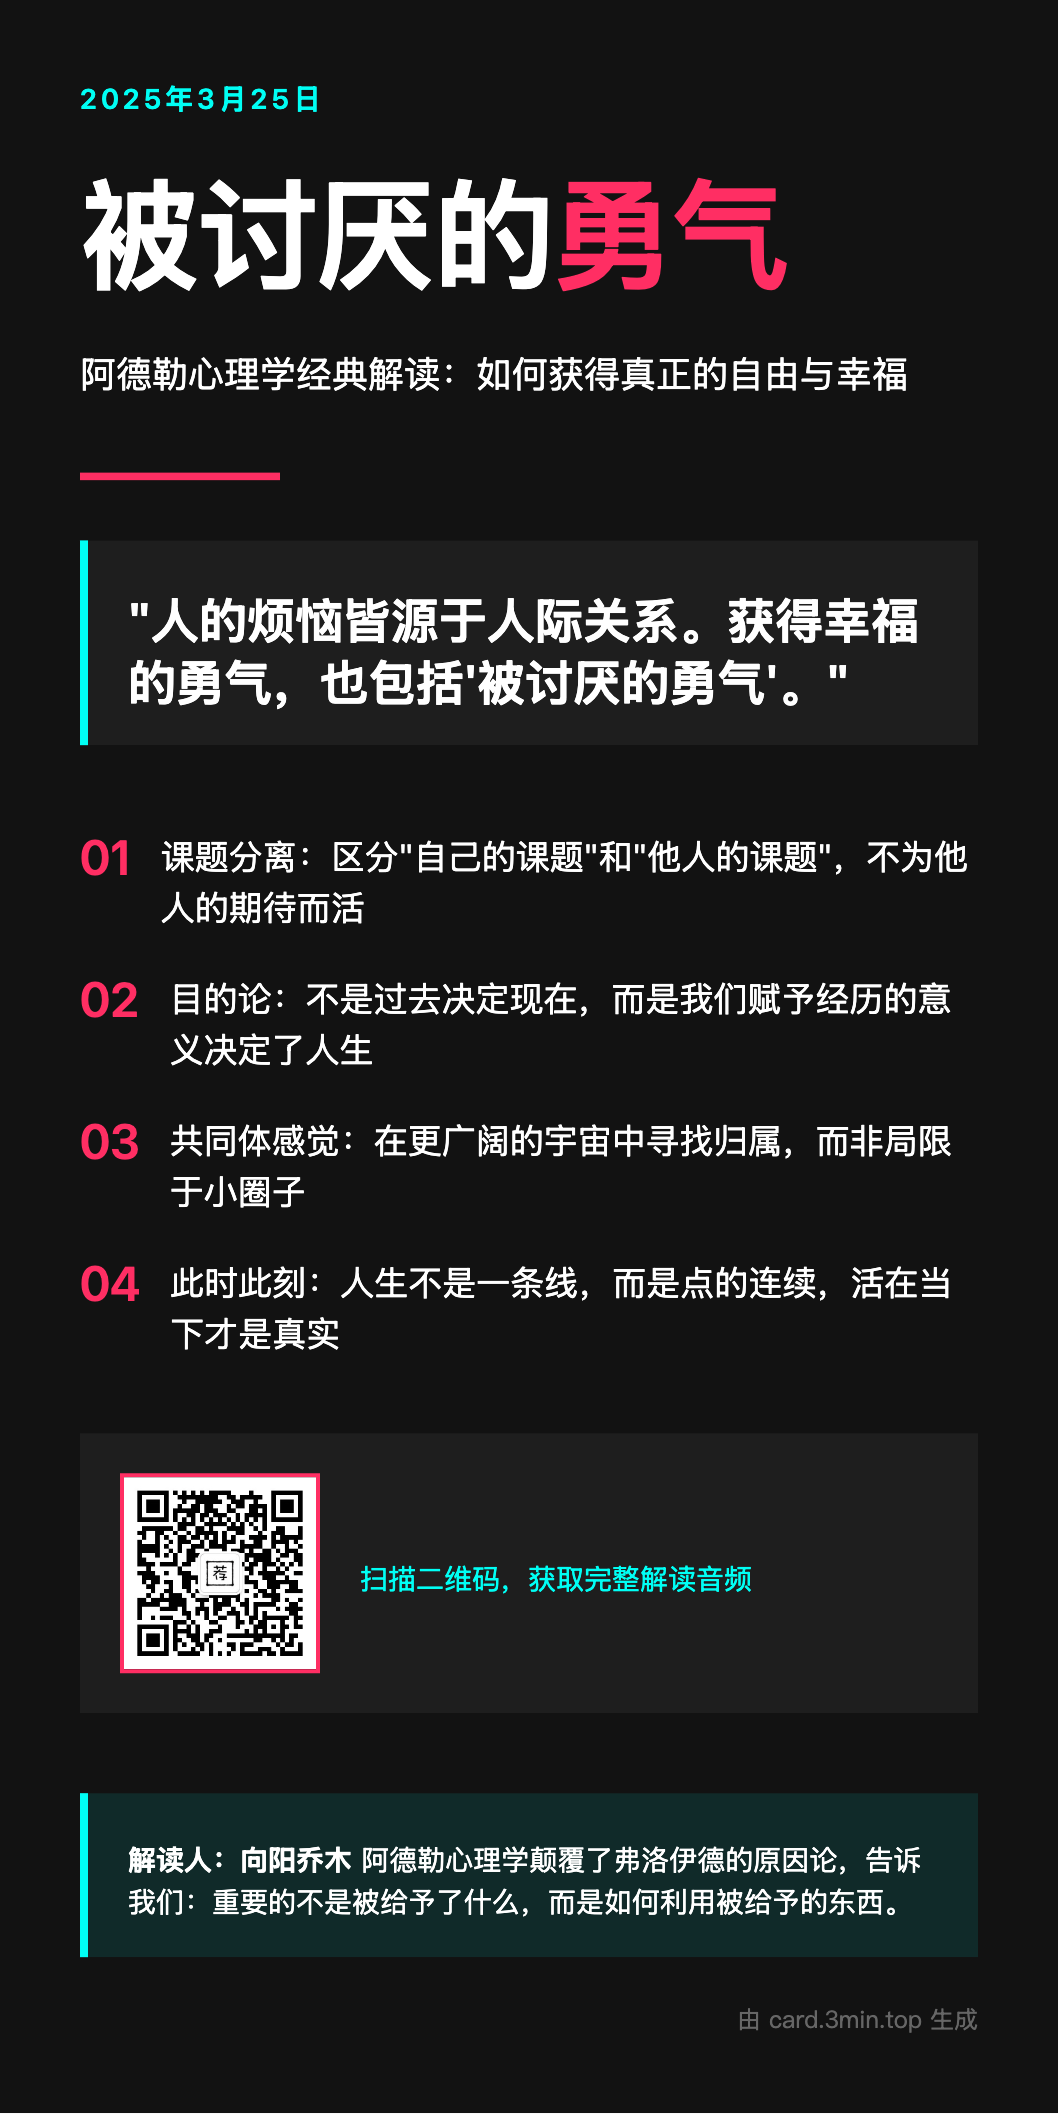 2025年3月25日
被讨厌的勇气
阿德勒心理学经典解读：如何获得真正的自由与幸福
"人的烦恼皆源于人际关系。获得幸福
的勇气，也包括'被讨厌的勇气'。"
01 课题分离：区分"自己的课题"和"他人的课题"，不为他
人的期待而活
02 目的论：不是过去决定现在，而是我们赋予经历的意
义决定了人生
03 共同体感觉：在更广阔的宇宙中寻找归属，而非局限
于小圈子
04 此时此刻：人生不是一条线，而是点的连续，活在当
下才是真实
荐
扫描二维码，获取完整解读音频
解读人：向阳乔木 阿德勒心理学颠覆了弗洛伊德的原因论，告诉
我们：重要的不是被给予了什么，而是如何利用被给予的东西。
由 card.3min.top 生成